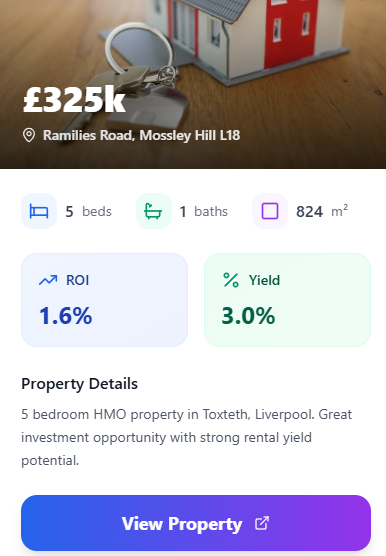 £325k
Ramilies Road, Mossley Hill L18
5 beds 1 baths 824 m²
ROI Yield
1.6% 3.0%
Property Details
5 bedroom HMO property in Toxteth, Liverpool. Great
investment opportunity with strong rental yield
potential.
View Property